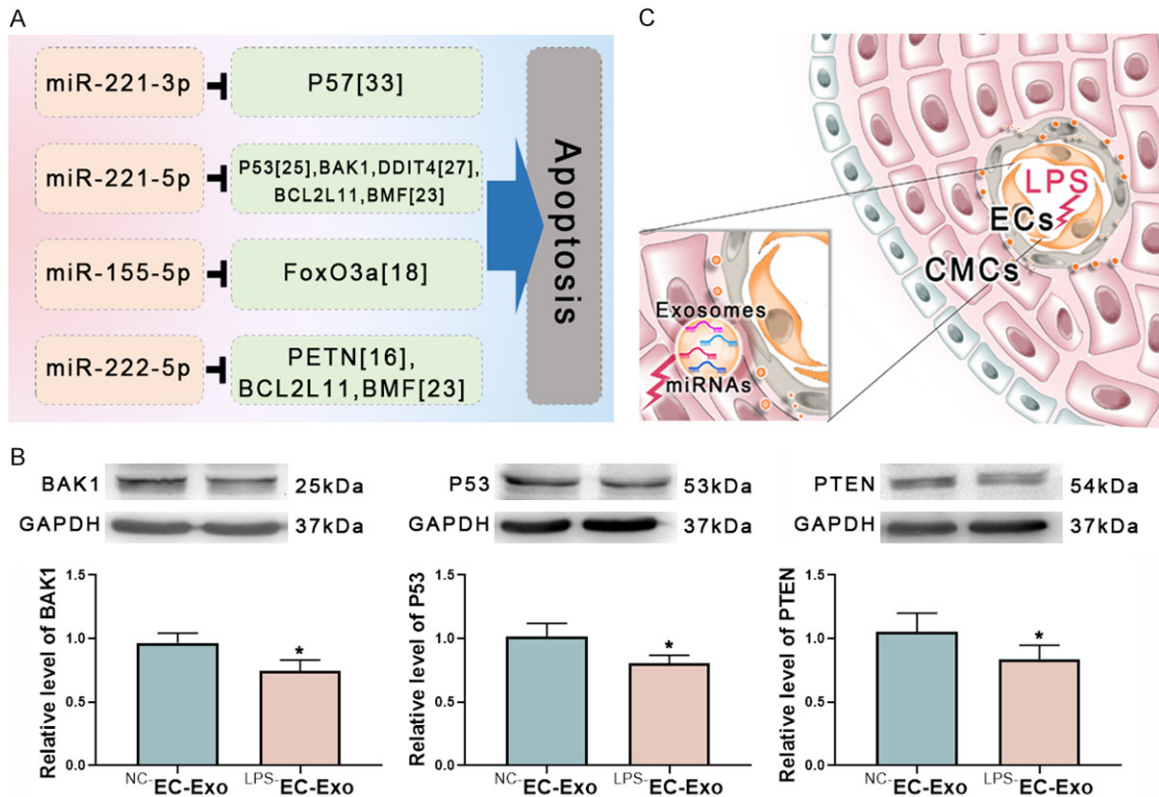 A
miR-221-3p
P57[33]
miR-221-5p
P53[25],BAK1,DDIT4[27],
BCL2L11,BMF[23]
miR-155-5p
FoxO3a[18]
miR-222-5p
PETN[16],
BCL2L11,BMF[23]
Apoptosis
C
LPS
ECs
CMCs
Exosomes
miRNAs
B
BAK1
25kDa
GAPDH
37kDa
Relative level of BAK1
1.5
1.0
0.5
0.0
*
NC-EC-Exo
LPS-EC-Exo
P53
53kDa
GAPDH
37kDa
Relative level of P53
1.5
1.0
0.5
0.0
*
NC-EC-Exo
LPS-EC-Exo
PTEN
54kDa
GAPDH
37kDa
Relative level of PTEN
1.5
1.0
0.5
0.0
*
NC-EC-Exo
LPS-EC-Exo